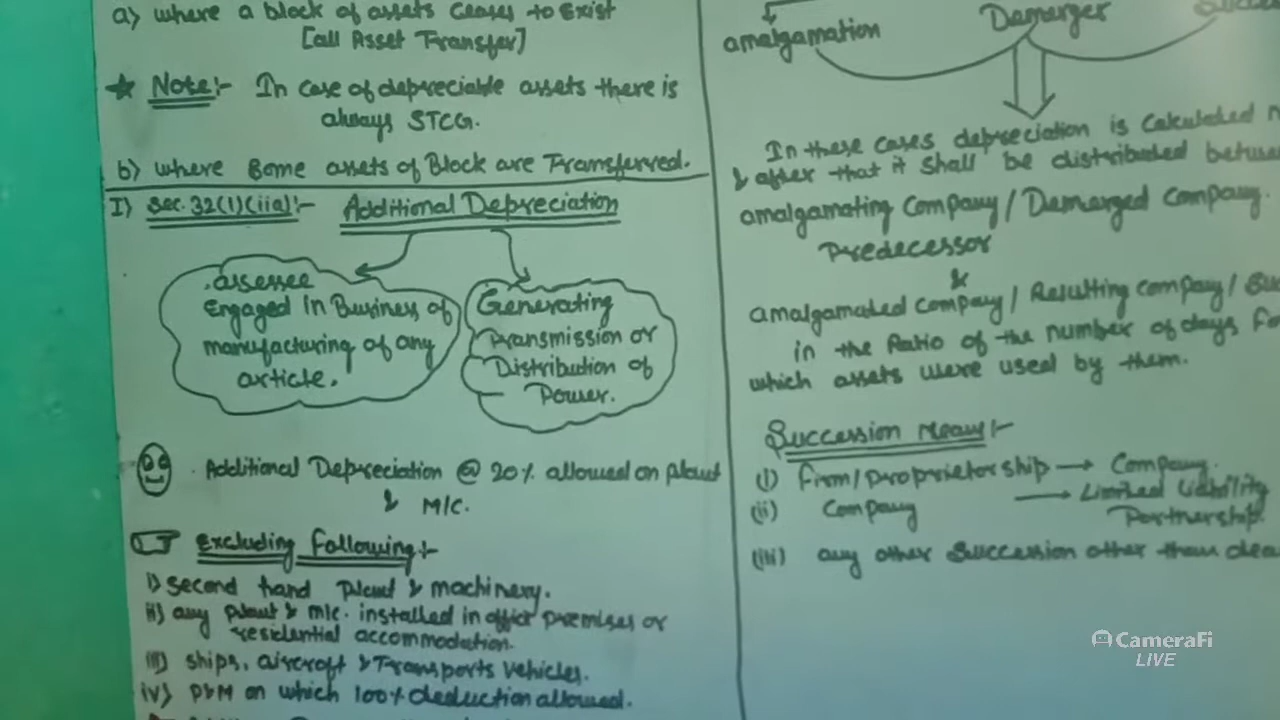 a) where a block of assets ceases to Exist
[all Asset Transfer]
★ Note:- In case of depreciable assets there is
always STCG.
b) where some assets of Block are Transferred.
I) Sec. 32(1)(iia):- Additional Depreciation
assessee
Engaged in Business of
manufacturing of any
article.
Generating
Transmission or
Distribution of
Power.
Additional Depreciation @ 20% allowed on plant
& M/C.
Excluding Following:-
i) Second hand plant & machinery.
ii) any plant & m/c. installed in office premises or
residential accommodation.
iii) ships, aircraft & Transports vehicles.
iv) P&M on which 100% deduction allowed.
amalgamation Demarger
In these cases depreciation is Calculated
& after that it shall be distributed
amalgamating Company/Demarged Company.
Predecessor
&
amalgamated company/Resulting company/
in the Ratio of the number of days
which assets were used by them.
Succession Means:-
(i) Firm/proprietorship → Company.
(ii) Company → Limited Liability
Partnership.
(iii) any other Succession other than
CameraFi
LIVE